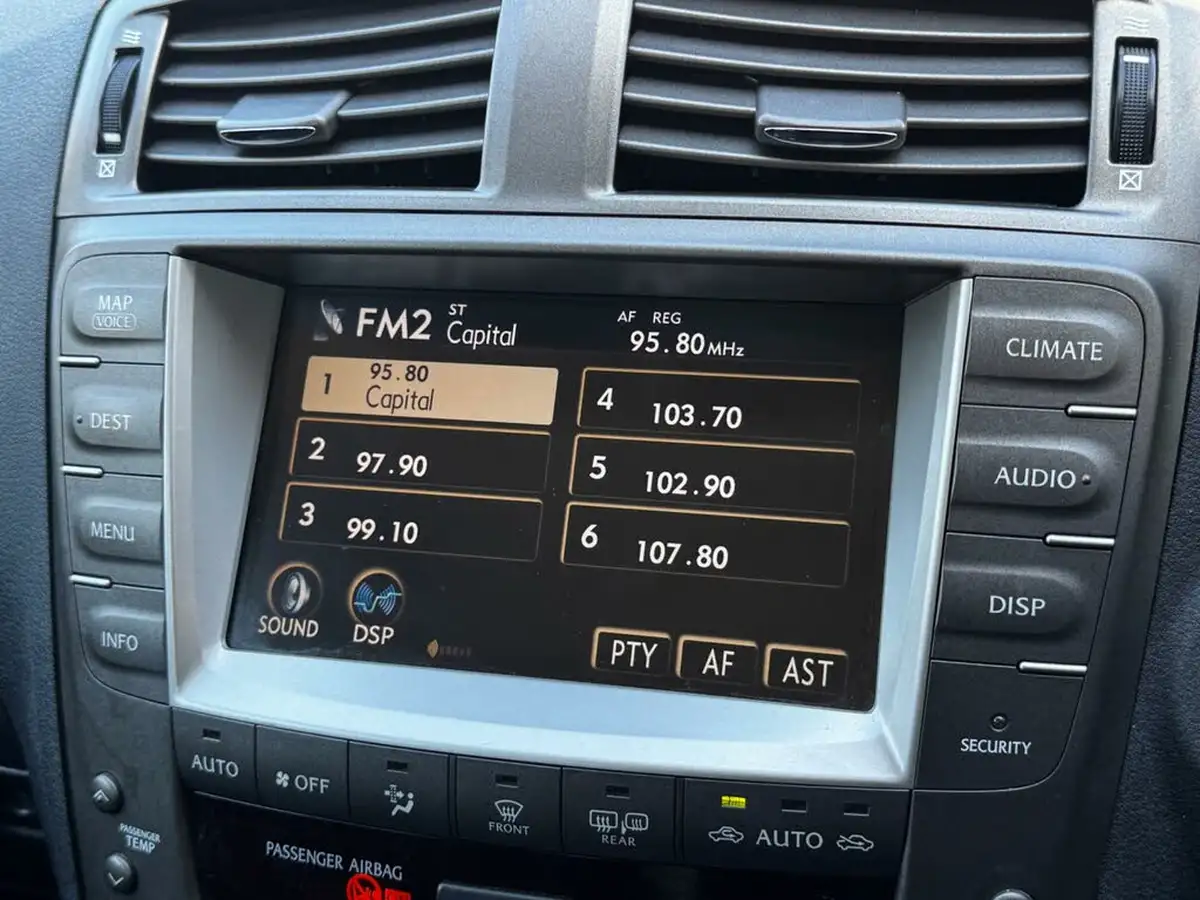 MAP
VOICE
DEST
MENU
INFO
FM2 ST Capital
AF REG
95.80 MHz
1 95.80
Capital
2 97.90
3 99.10
4 103.70
5 102.90
6 107.80
SOUND
DSP
PTY
AF
AST
CLIMATE
AUDIO
DISP
SECURITY
AUTO
OFF
FRONT
REAR
AUTO
PASSENGER
TEMP
PASSENGER AIRBAG